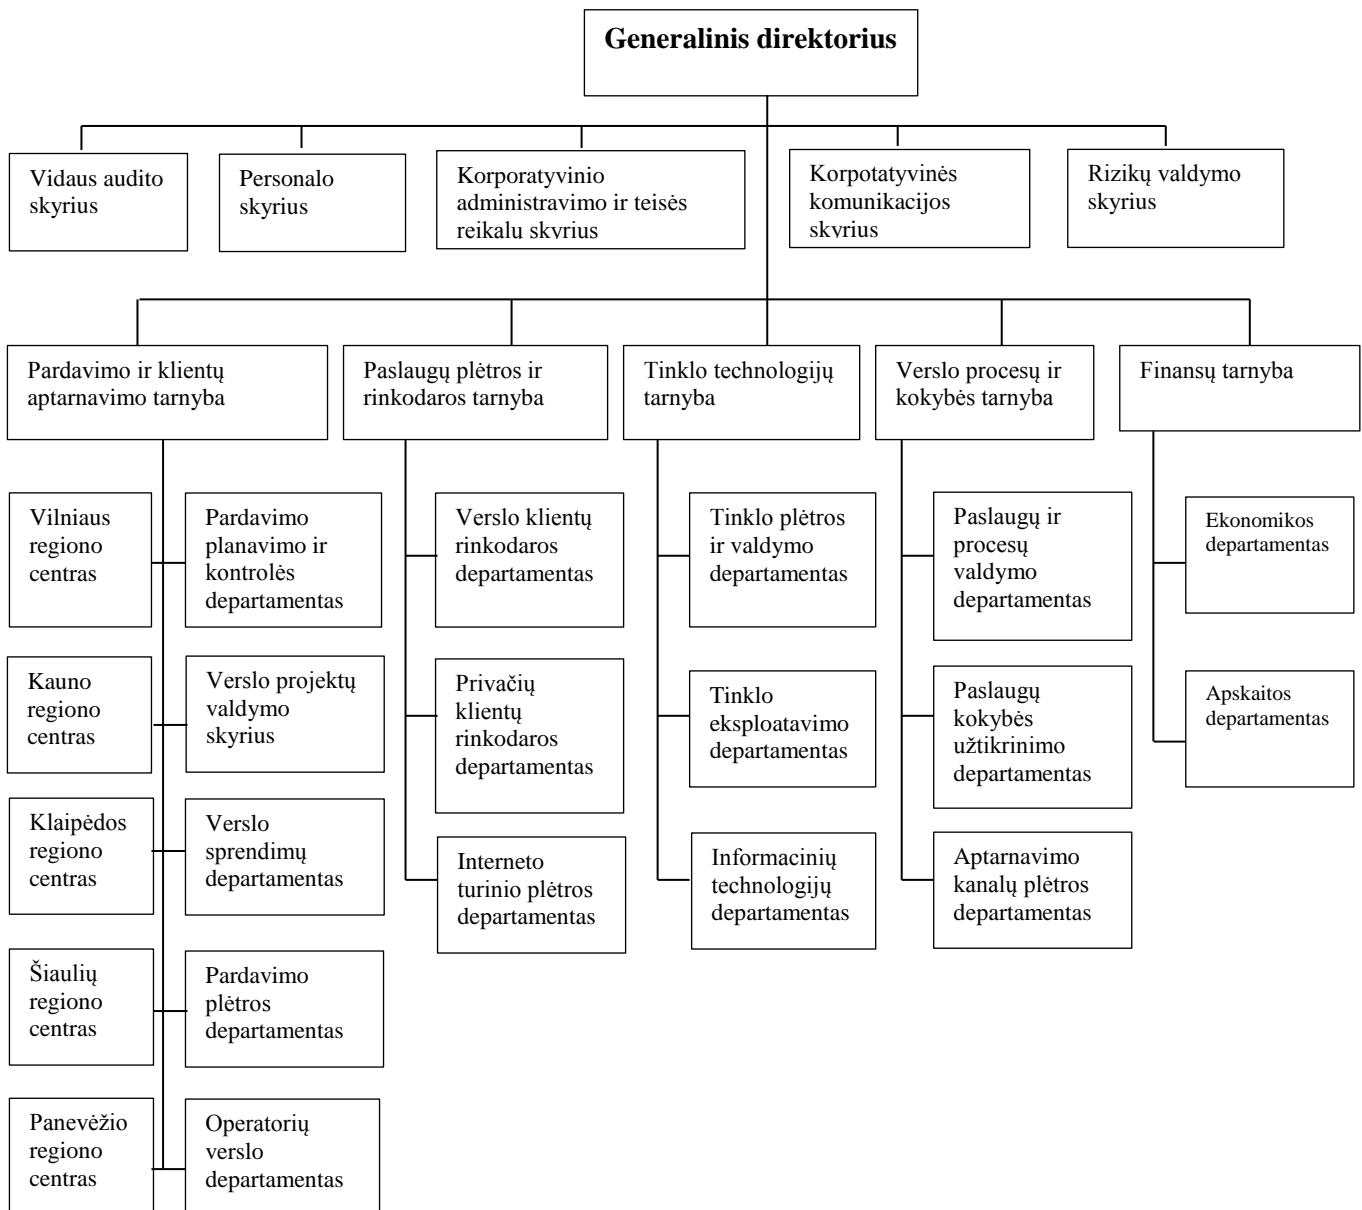 Generalinis direktorius
Vidaus audito
skyrius
Personalo
skyrius
Korporatyvinio
administravimo ir teisės
reikalų skyrius
Korpotatyvinės
komunikacijos
skyrius
Rizikų valdymo
skyrius
Pardavimo ir klientų
aptarnavimo tarnyba
Paslaugų plėtros ir
rinkodaros tarnyba
Tinklo technologijų
tarnyba
Verslo procesų ir
kokybės tarnyba
Finansų tarnyba
Vilniaus
regiono
centras
Pardavimo
planavimo ir
kontrolės
departamentas
Verslo klientų
rinkodaros
departamentas
Tinklo plėtros
ir valdymo
departamentas
Paslaugų ir
procesų
valdymo
departamentas
Ekonomikos
departamentas
Kauno
regiono
centras
Verslo projektų
valdymo
skyrius
Privačių
klientų
rinkodaros
departamentas
Tinklo
eksploatavimo
departamentas
Paslaugų
kokybės
užtikrinimo
departamentas
Apskaitos
departamentas
Klaipėdos
regiono
centras
Verslo
sprendimų
departamentas
Interneto
turinio plėtros
departamentas
Informacinių
technologijų
departamentas
Aptarnavimo
kanalų plėtros
departamentas
Šiaulių
regiono
centras
Pardavimo
plėtros
departamentas
Panevėžio
regiono
centras
Operatorių
verslo
departamentas